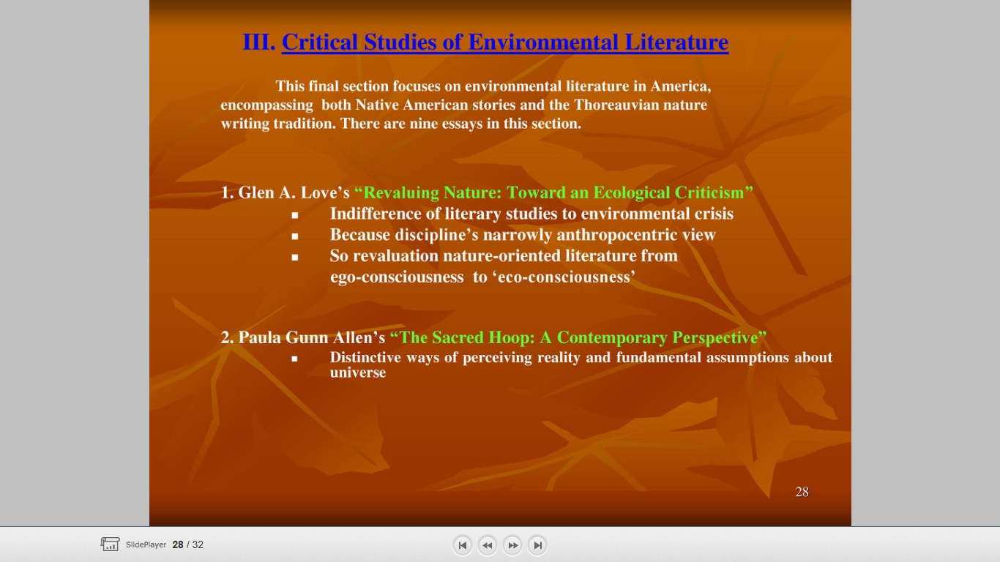 III. Critical Studies of Environmental Literature
This final section focuses on environmental literature in America,
encompassing both Native American stories and the Thoreauvian nature
writing tradition. There are nine essays in this section.
1. Glen A. Love’s “Revaluing Nature: Toward an Ecological Criticism”
▪ Indifference of literary studies to environmental crisis
▪ Because discipline’s narrowly anthropocentric view
▪ So revaluation nature-oriented literature from
ego-consciousness to ‘eco-consciousness’
2. Paula Gunn Allen’s “The Sacred Hoop: A Contemporary Perspective”
▪ Distinctive ways of perceiving reality and fundamental assumptions about
universe
28
SlidePlayer 28 / 32